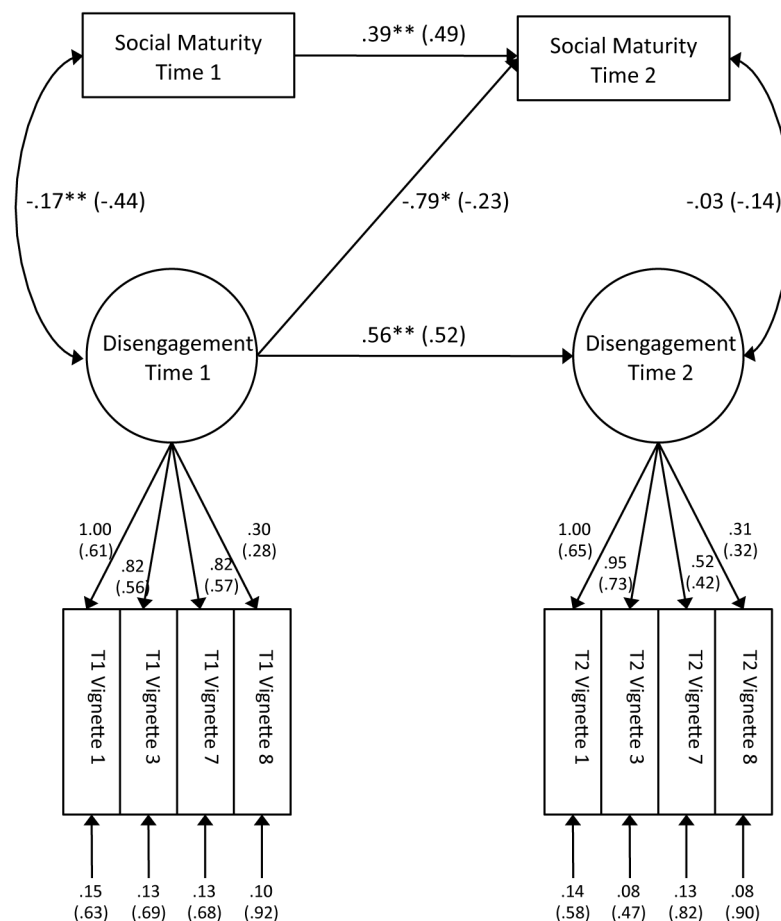 Social Maturity
Time 1
.39** (.49)
Social Maturity
Time 2
-.17** (-.44)
-.79* (-.23)
-.03 (-.14)
Disengagement
Time 1
.56** (.52)
Disengagement
Time 2
1.00
(.61)
.82
(.56)
.82
(.57)
.30
(.28)
1.00
(.65)
.95
(.73)
.52
(.42)
.31
(.32)
T1 Vignette 1
T1 Vignette 3
T1 Vignette 7
T1 Vignette 8
T2 Vignette 1
T2 Vignette 3
T2 Vignette 7
T2 Vignette 8
.15
(.63)
.13
(.69)
.13
(.68)
.10
(.92)
.14
(.58)
.08
(.47)
.13
(.82)
.08
(.90)